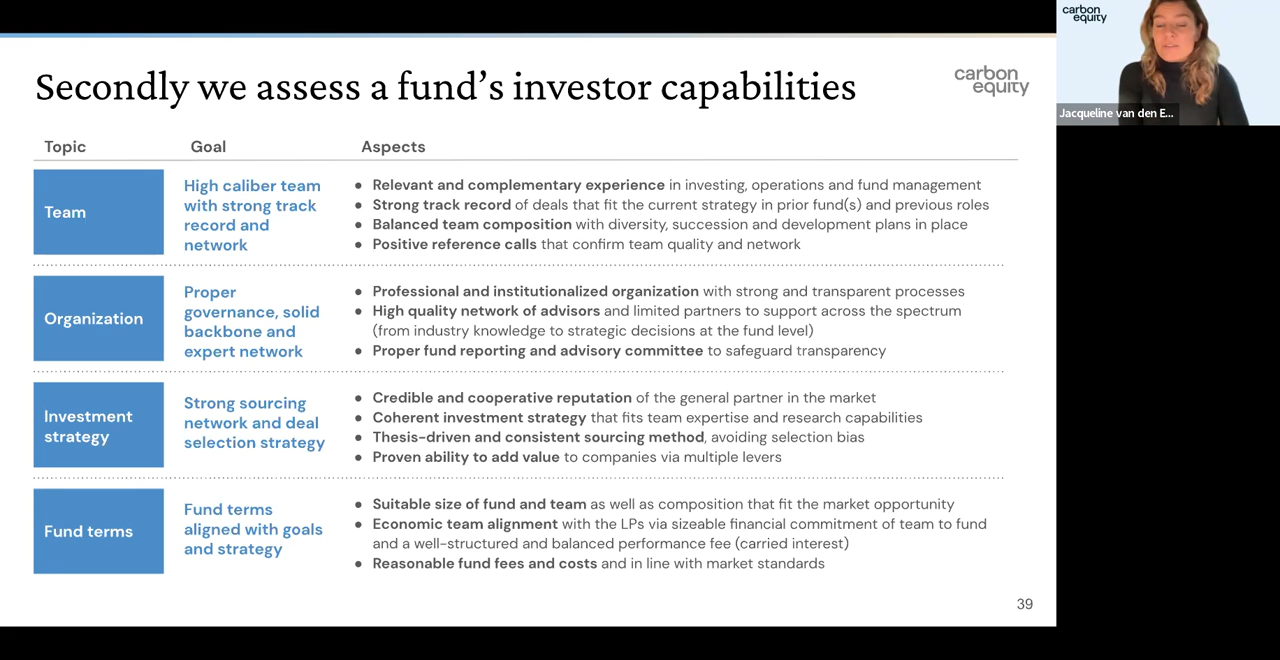 Secondly we assess a fund's investor capabilities
carbon
equity
Topic
Goal
Aspects
Team
High caliber team
with strong track
record and
network
● Relevant and complementary experience in investing, operations and fund management
● Strong track record of deals that fit the current strategy in prior fund(s) and previous roles
● Balanced team composition with diversity, succession and development plans in place
● Positive reference calls that confirm team quality and network
Organization
Proper
governance, solid
backbone and
expert network
● Professional and institutionalized organization with strong and transparent processes
● High quality network of advisors and limited partners to support across the spectrum
(from industry knowledge to strategic decisions at the fund level)
● Proper fund reporting and advisory committee to safeguard transparency
Investment
strategy
Strong sourcing
network and deal
selection strategy
● Credible and cooperative reputation of the general partner in the market
● Coherent investment strategy that fits team expertise and research capabilities
● Thesis-driven and consistent sourcing method, avoiding selection bias
● Proven ability to add value to companies via multiple levers
Fund terms
Fund terms
aligned with goals
and strategy
● Suitable size of fund and team as well as composition that fit the market opportunity
● Economic team alignment with the LPs via sizeable financial commitment of team to fund
and a well-structured and balanced performance fee (carried interest)
● Reasonable fund fees and costs and in line with market standards
39
carbon
equity
Jacqueline van den E...